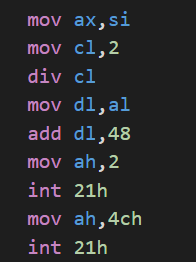 mov ax,si
mov cl,2
div cl
mov dl,al
add dl,48
mov ah,2
int 21h
mov ah,4ch
int 21h